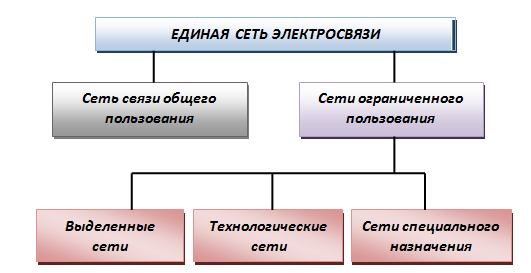 ЕДИНАЯ СЕТЬ ЭЛЕКТРОСВЯЗИ
Сеть связи общего
пользования
Сети ограниченного
пользования
Выделенные
сети
Технологические
сети
Сети специального
назначения